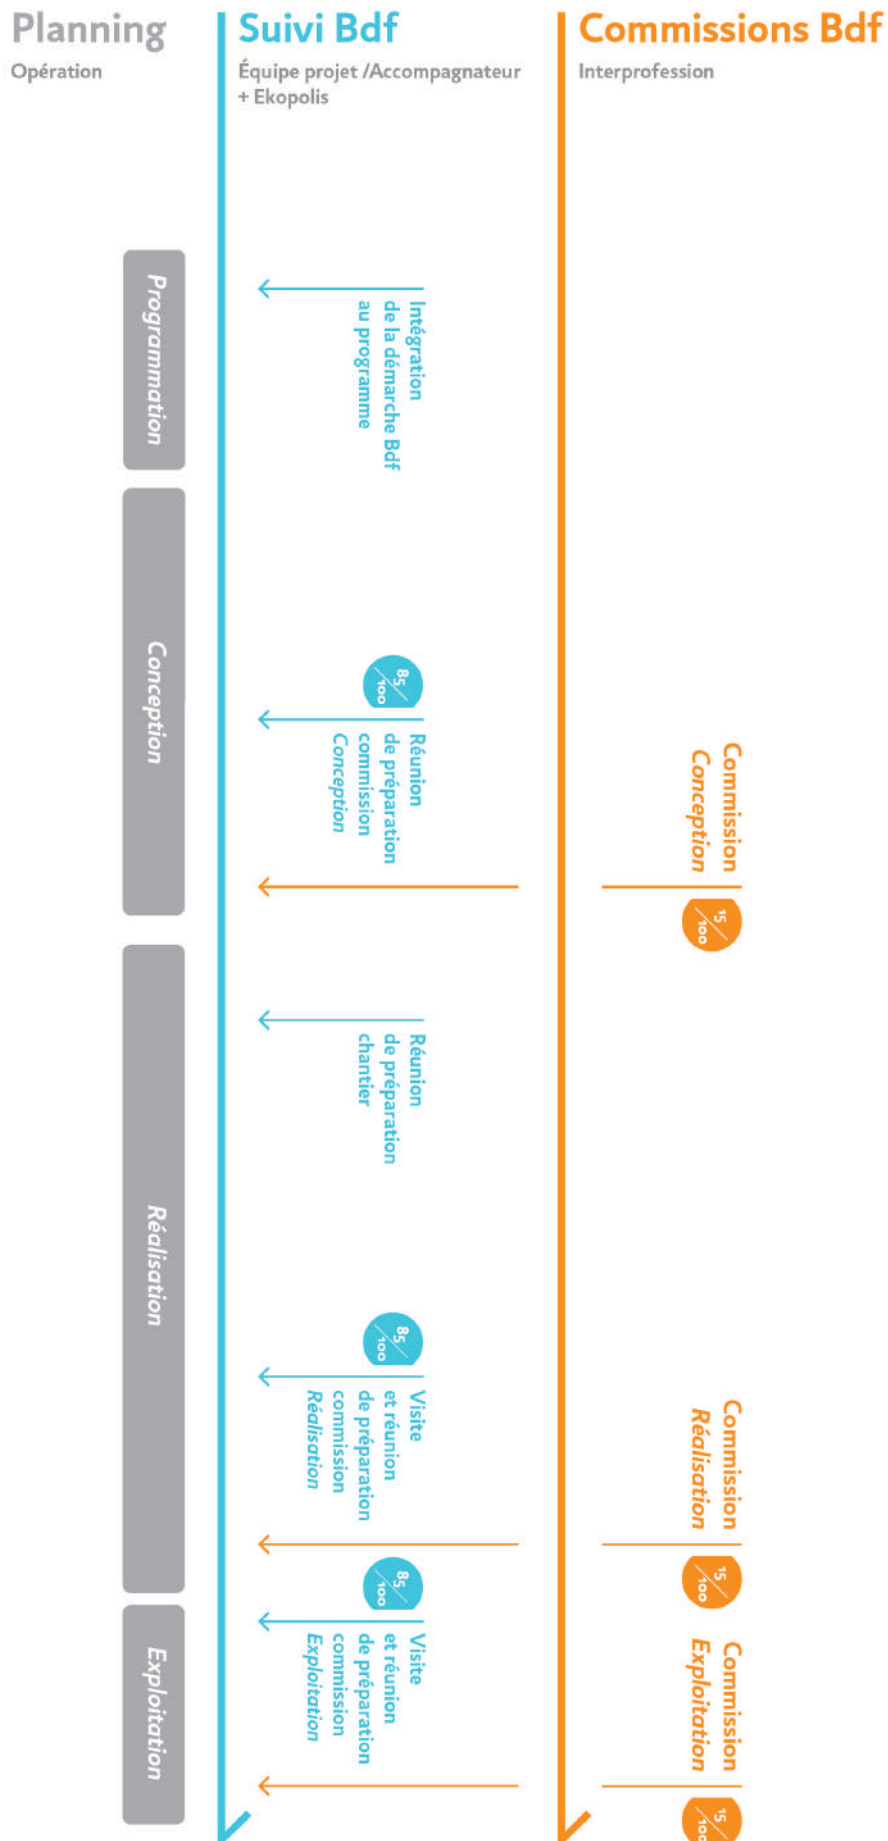 Planning
Opération
Suivi Bdf
Équipe projet /Accompagnateur
+ Ekopolis
Commissions Bdf
Interprofession
Programmation
Intégration
de la démarche Bdf
au programme
Conception
85/100
Réunion
de préparation
commission
Conception
Commission
Conception
15/100
Réalisation
Réunion
de préparation
chantier
85/100
Visite
et réunion
de préparation
commission
Réalisation
Commission
Réalisation
15/100
Exploitation
85/100
Visite
et réunion
de préparation
commission
Exploitation
Commission
Exploitation
15/100